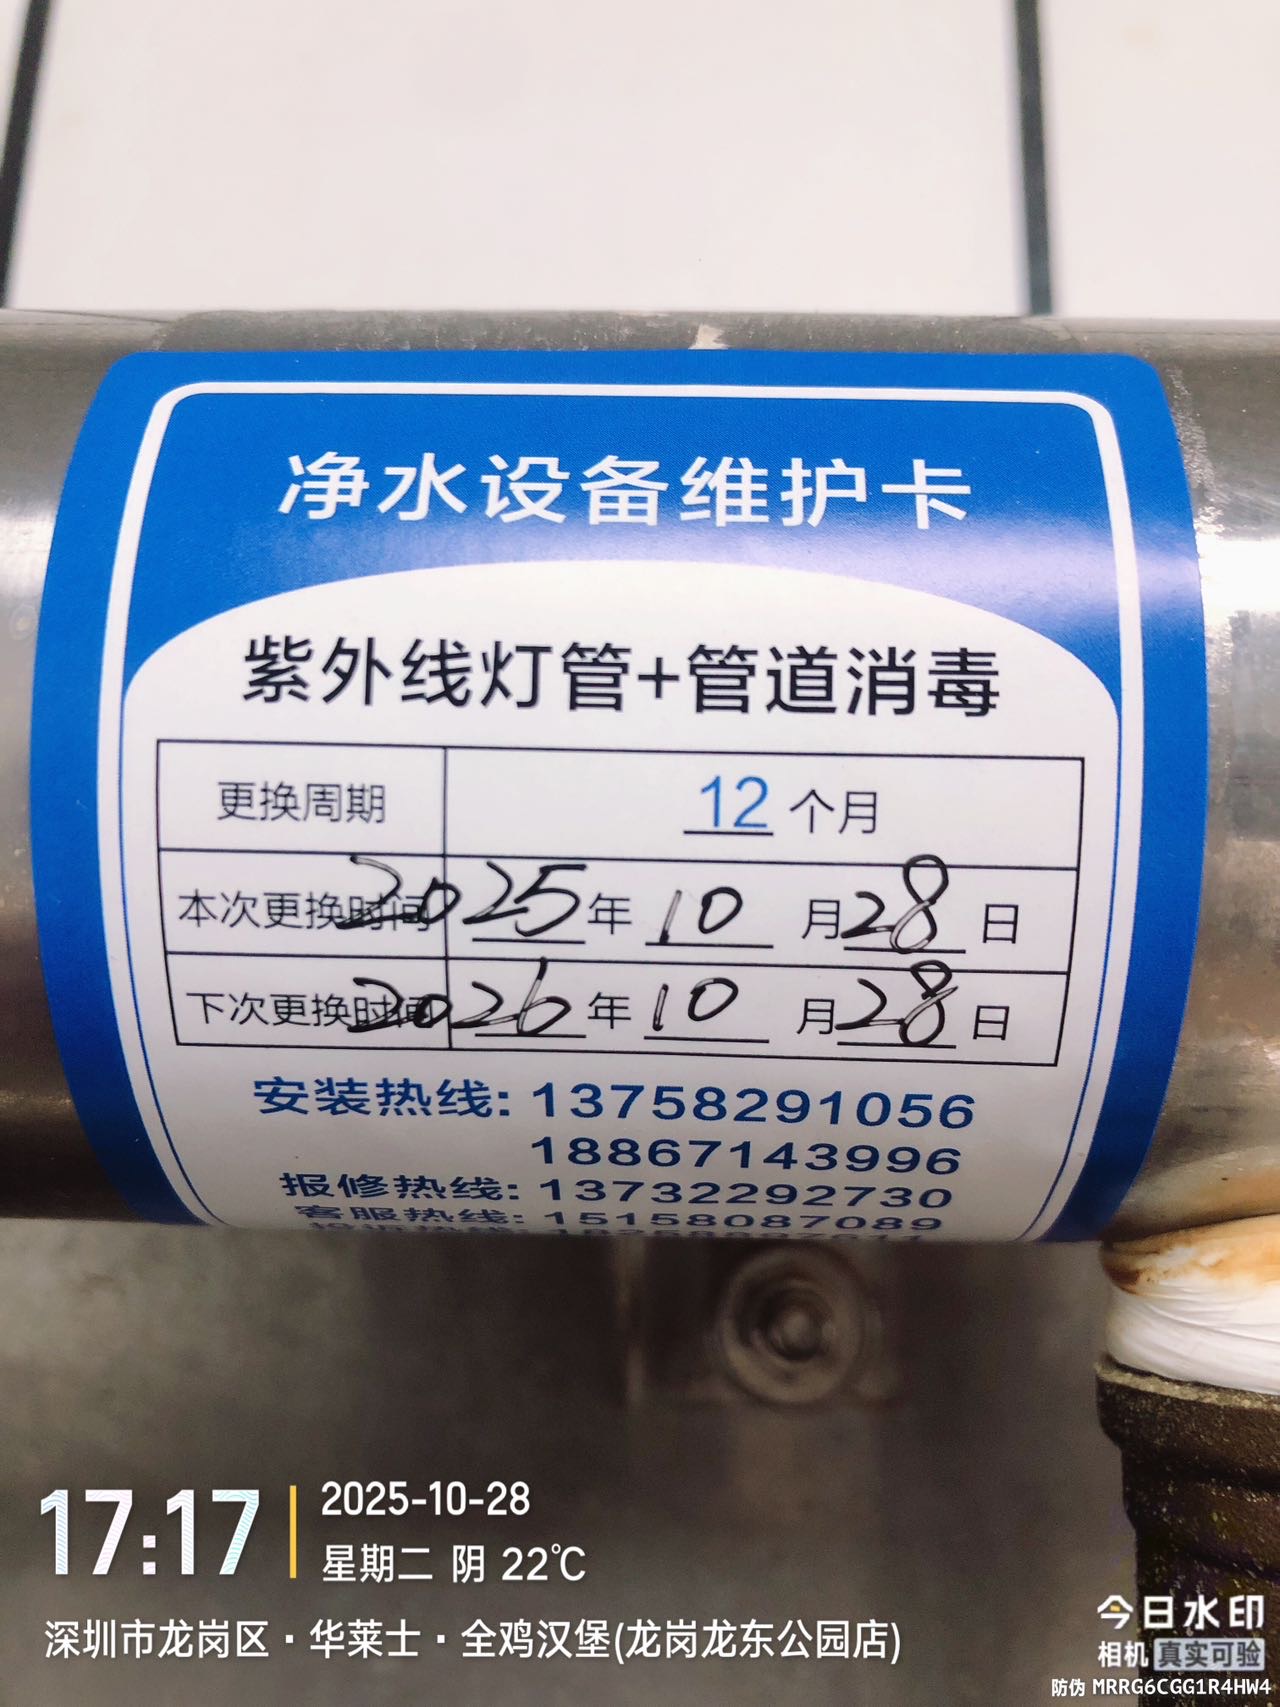 净水设备维护卡
紫外线灯管+管道消毒
更换周期 12 个月
本次更换时间 2025 年 10 月 28 日
下次更换时间 2026 年 10 月 28 日
安装热线: 13758291056
18867143996
报修热线: 13732292730
客服热线: 15158087089
17:17
2025-10-28
星期二 阴 22℃
深圳市龙岗区·华莱士·全鸡汉堡(龙岗龙东公园店)
今日水印
相机 真实可验
防伪 MRRG6CGG1R4HW4